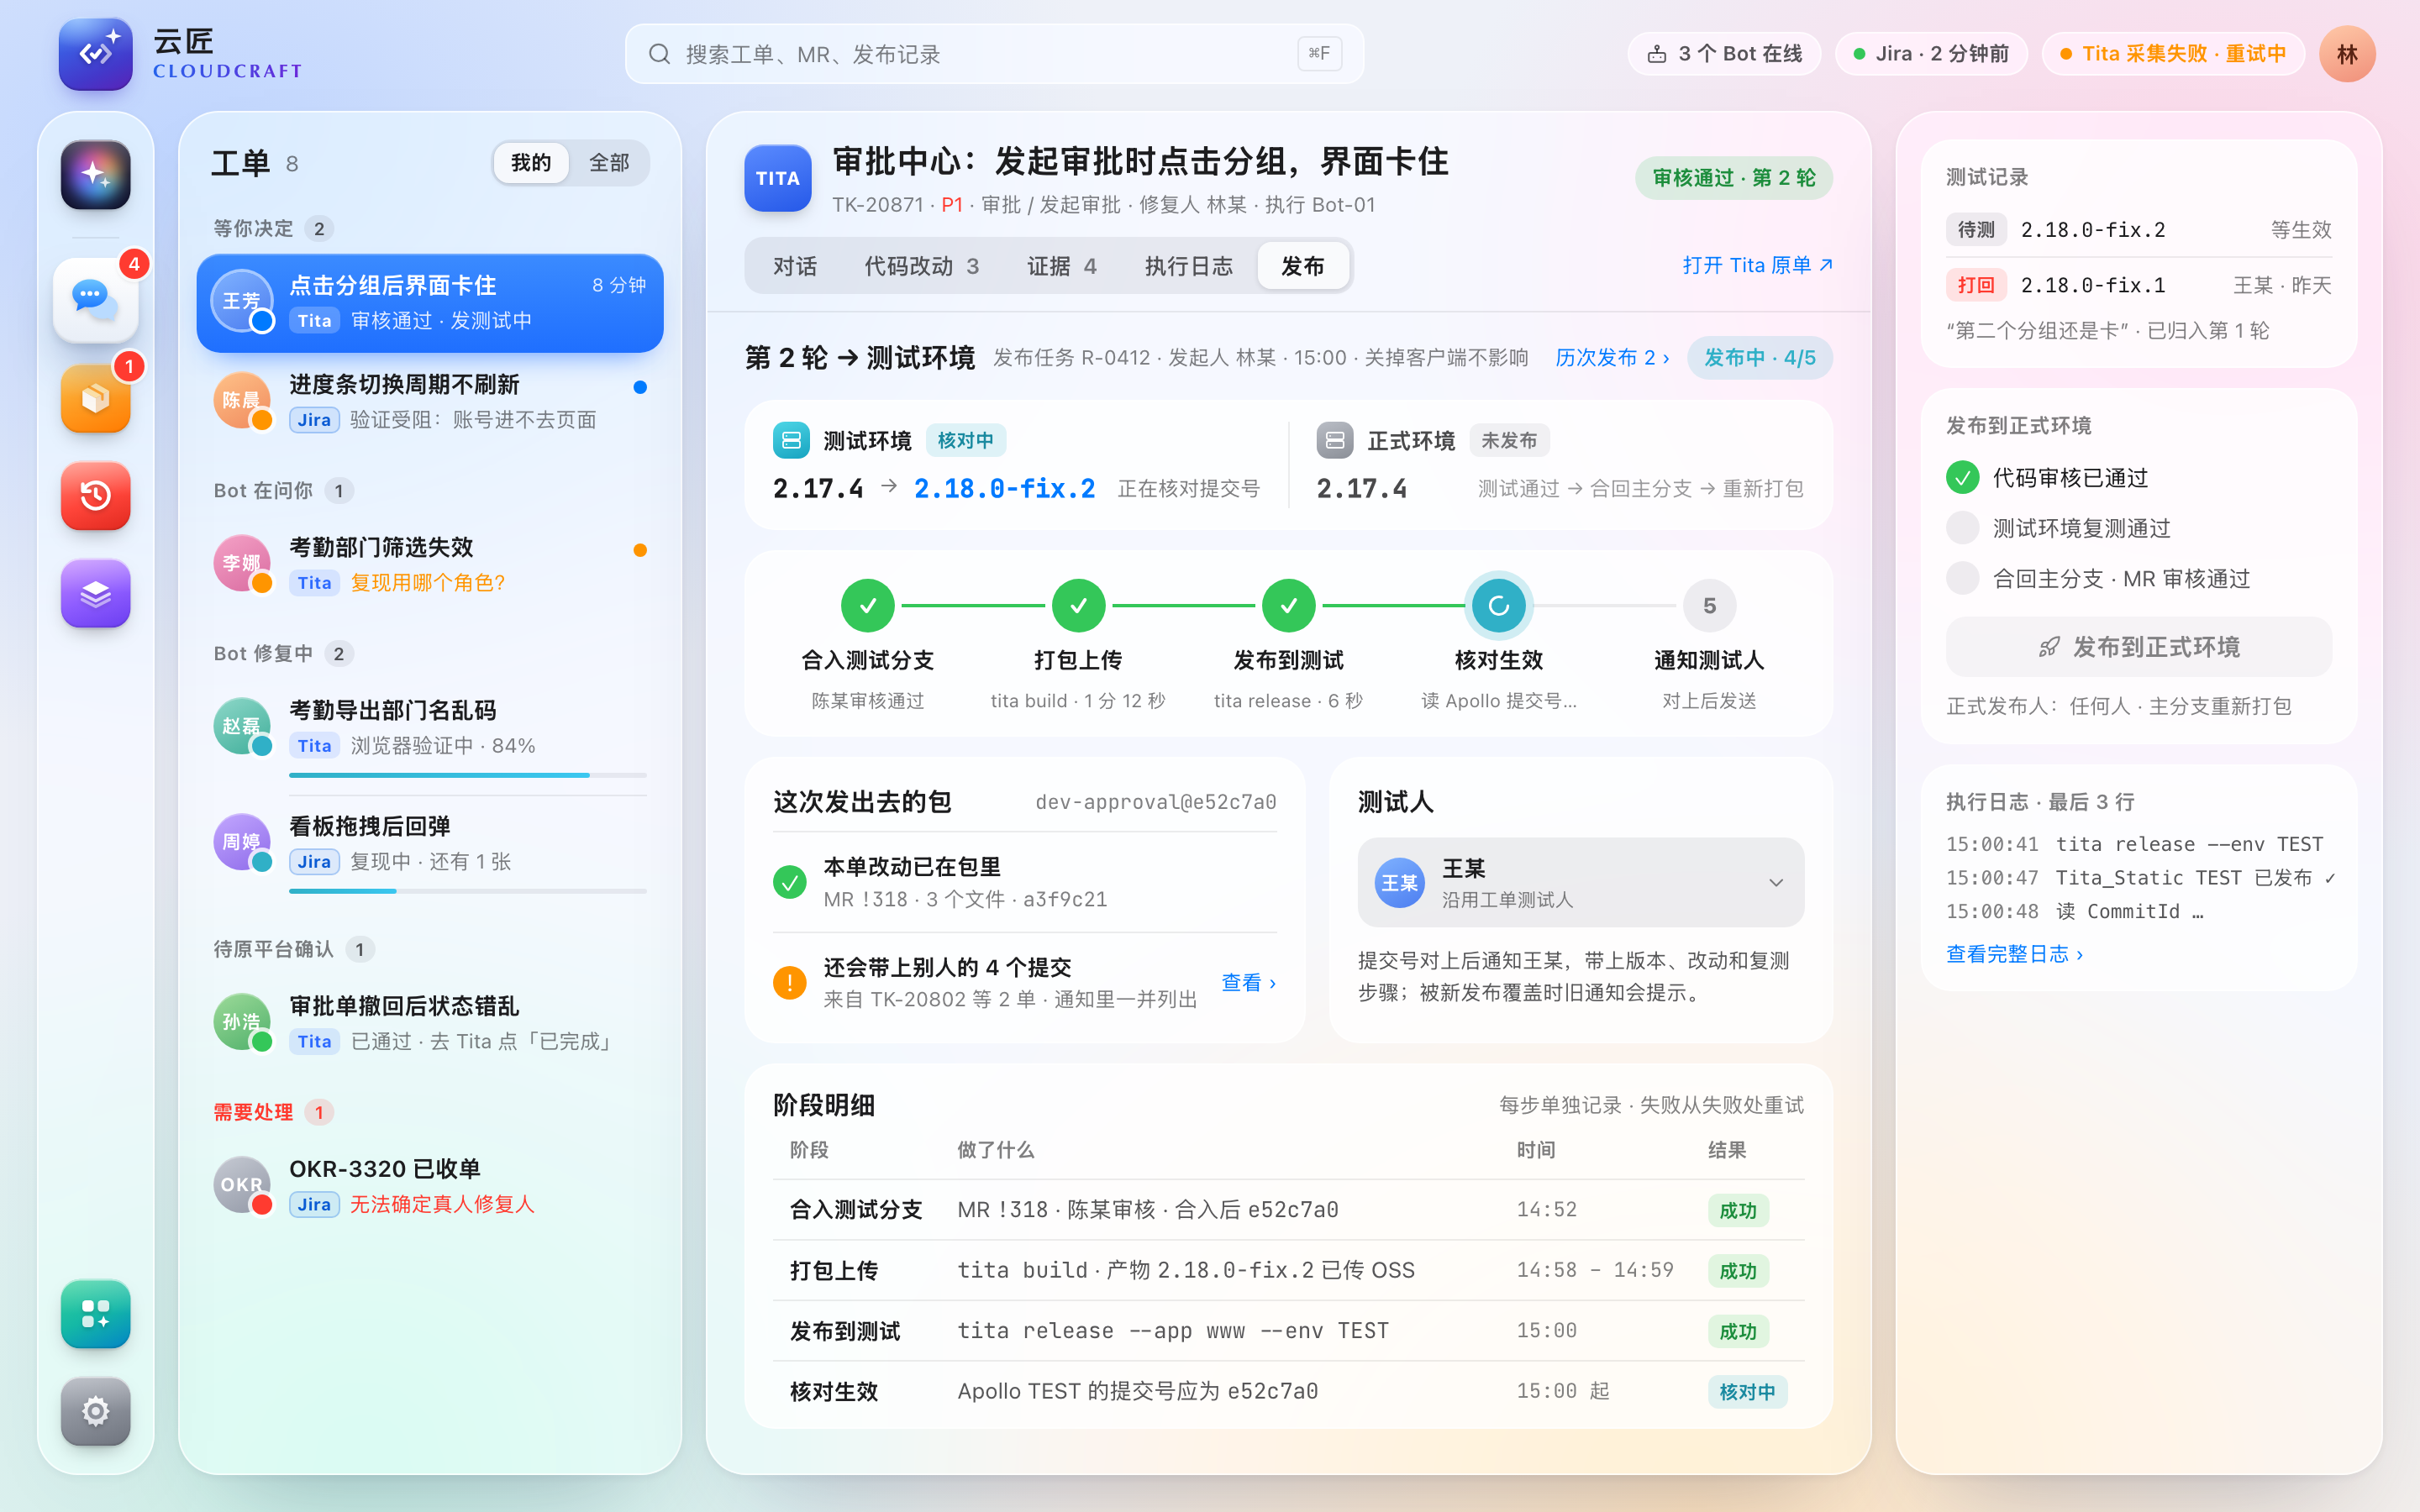 云匠
CLOUDCRAFT
搜索工单、MR、发布记录
⌘F
3 个 Bot 在线
Jira · 2 分钟前
Tita 采集失败 · 重试中
林
4
1
工单 8
我的
全部
等你决定 2
王芳
点击分组后界面卡住
8 分钟
Tita 审核通过 · 发测试中
陈晨
进度条切换周期不刷新
Jira 验证受阻：账号进不去页面
Bot 在问你 1
李娜
考勤部门筛选失效
Tita 复现用哪个角色?
Bot 修复中 2
赵磊
考勤导出部门名乱码
Tita 浏览器验证中 · 84%
周婷
看板拖拽后回弹
Jira 复现中 · 还有 1 张
待原平台确认 1
孙浩
审批单撤回后状态错乱
Tita 已通过 · 去 Tita 点「已完成」
需要处理 1
OKR
OKR-3320 已收单
Jira 无法确定真人修复人
TITA
审批中心：发起审批时点击分组，界面卡住
TK-20871 · P1 · 审批 / 发起审批 · 修复人 林某 · 执行 Bot-01
审核通过 · 第 2 轮
对话
代码改动 3
证据 4
执行日志
发布
打开 Tita 原单 ↗
第 2 轮 → 测试环境
发布任务 R-0412 · 发起人 林某 · 15:00 · 关掉客户端不影响
历次发布 2 ›
发布中 · 4/5
测试环境 核对中
2.17.4 → 2.18.0-fix.2 正在核对提交号
正式环境 未发布
2.17.4 测试通过 → 合回主分支 → 重新打包
5
合入测试分支
打包上传
发布到测试
核对生效
通知测试人
陈某审核通过
tita build · 1 分 12 秒
tita release · 6 秒
读 Apollo 提交号...
对上后发送
这次发出去的包
dev-approval@e52c7a0
本单改动已在包里
MR !318 · 3 个文件 · a3f9c21
还会带上别人的 4 个提交
来自 TK-20802 等 2 单 · 通知里一并列出
查看 ›
测试人
王某
王某
沿用工单测试人
提交号对上后通知王某，带上版本、改动和复测
步骤；被新发布覆盖时旧通知会提示。
阶段明细
每步单独记录 · 失败从失败处重试
阶段 做了什么 时间 结果
合入测试分支 MR !318 · 陈某审核 · 合入后 e52c7a0 14:52 成功
打包上传 tita build · 产物 2.18.0-fix.2 已传 OSS 14:58 – 14:59 成功
发布到测试 tita release --app www --env TEST 15:00 成功
核对生效 Apollo TEST 的提交号应为 e52c7a0 15:00 起 核对中
测试记录
待测 2.18.0-fix.2 等生效
打回 2.18.0-fix.1 王某 · 昨天
“第二个分组还是卡” · 已归入第 1 轮
发布到正式环境
代码审核已通过
测试环境复测通过
合回主分支 · MR 审核通过
发布到正式环境
正式发布人：任何人 · 主分支重新打包
执行日志 · 最后 3 行
15:00:41 tita release --env TEST
15:00:47 Tita_Static TEST 已发布 ✓
15:00:48 读 CommitId …
查看完整日志 ›